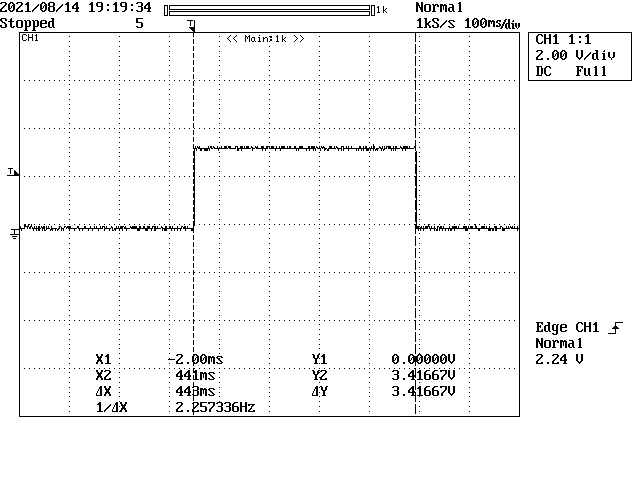 2021/08/14 19:19:34 1k Normal
Stopped 5 T 1kS/s 100ms/div
CH1 << Main:1k >>
CH1 1:1
2.00 V/div
DC Full
T
Edge CH1
Normal
2.24 V
X1 -2.00ms Y1 0.00000V
X2 441ms Y2 3.41667V
ΔX 443ms ΔY 3.41667V
1/ΔX 2.257336Hz